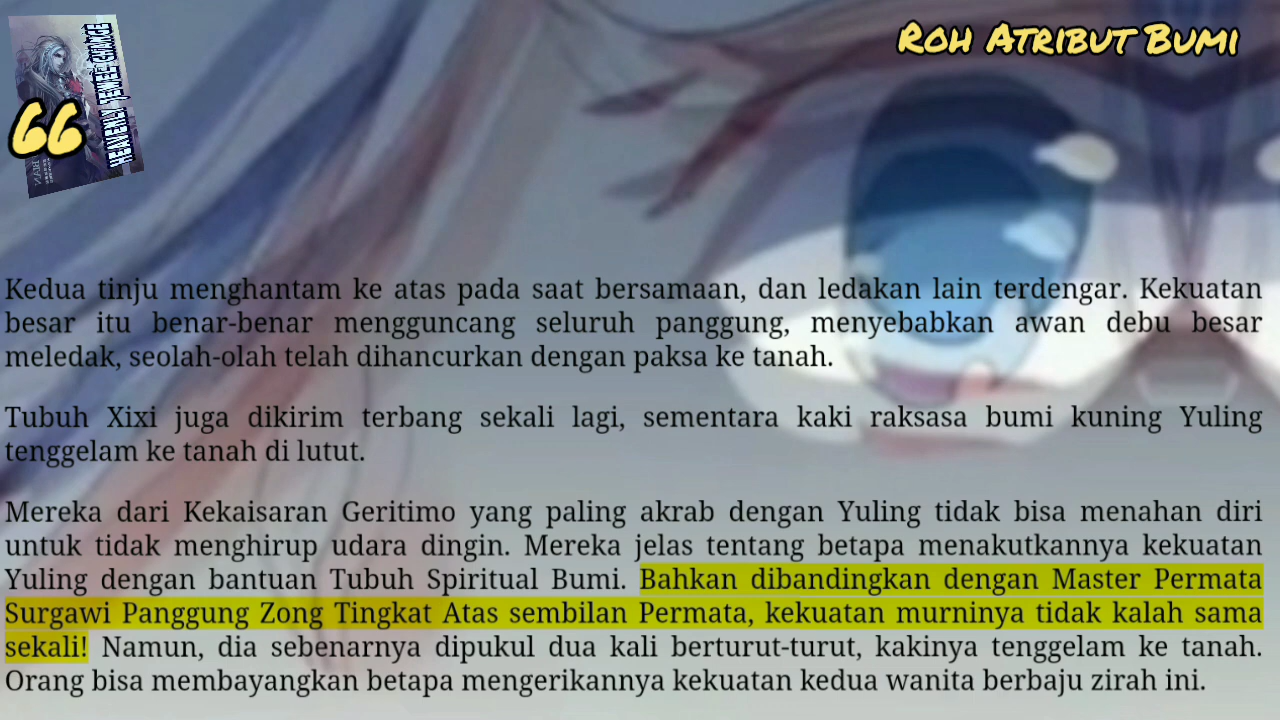 Roh Atribut Bumi
HEAVENLY JEWEL CHANGE
66
Kedua tinju menghantam ke atas pada saat bersamaan, dan ledakan lain terdengar. Kekuatan
besar itu benar-benar mengguncang seluruh panggung, menyebabkan awan debu besar
meledak, seolah-olah telah dihancurkan dengan paksa ke tanah.
Tubuh Xixi juga dikirim terbang sekali lagi, sementara kaki raksasa bumi kuning Yuling
tenggelam ke tanah di lutut.
Mereka dari Kekaisaran Geritimo yang paling akrab dengan Yuling tidak bisa menahan diri
untuk tidak menghirup udara dingin. Mereka jelas tentang betapa menakutkannya kekuatan
Yuling dengan bantuan Tubuh Spiritual Bumi. Bahkan dibandingkan dengan Master Permata
Surgawi Panggung Zong Tingkat Atas sembilan Permata, kekuatan murninya tidak kalah sama
sekali! Namun, dia sebenarnya dipukul dua kali berturut-turut, kakinya tenggelam ke tanah.
Orang bisa membayangkan betapa mengerikannya kekuatan kedua wanita berbaju zirah ini.